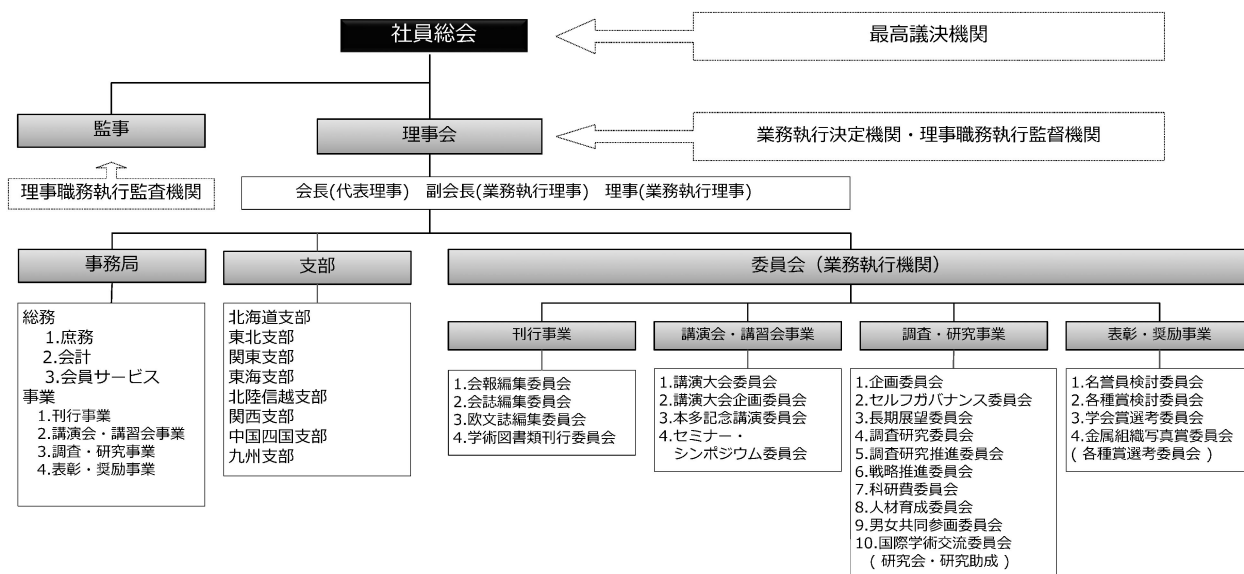 社員総会
最高議決機関
監事
理事会
業務執行決定機関・理事職務執行監督機関
理事職務執行監査機関
会長(代表理事) 副会長(業務執行理事) 理事(業務執行理事)
事務局
総務
1.庶務
2.会計
3.会員サービス
事業
1.刊行事業
2.講演会・講習会事業
3.調査・研究事業
4.表彰・奨励事業
支部
北海道支部
東北支部
関東支部
東海支部
北陸信越支部
関西支部
中国四国支部
九州支部
委員会（業務執行機関）
刊行事業
1.会報編集委員会
2.会誌編集委員会
3.欧文誌編集委員会
4.学術図書類刊行委員会
講演会・講習会事業
1.講演大会委員会
2.講演大会企画委員会
3.本多記念講演委員会
4.セミナー・
シンポジウム委員会
調査・研究事業
1.企画委員会
2.セルフガバナンス委員会
3.長期展望委員会
4.調査研究委員会
5.調査研究推進委員会
6.戦略推進委員会
7.科研費委員会
8.人材育成委員会
9.男女共同参画委員会
10.国際学術交流委員会
( 研究会・研究助成 )
表彰・奨励事業
1.名誉員検討委員会
2.各種賞検討委員会
3.学会賞選考委員会
4.金属組織写真賞委員会
( 各種賞選考委員会 )